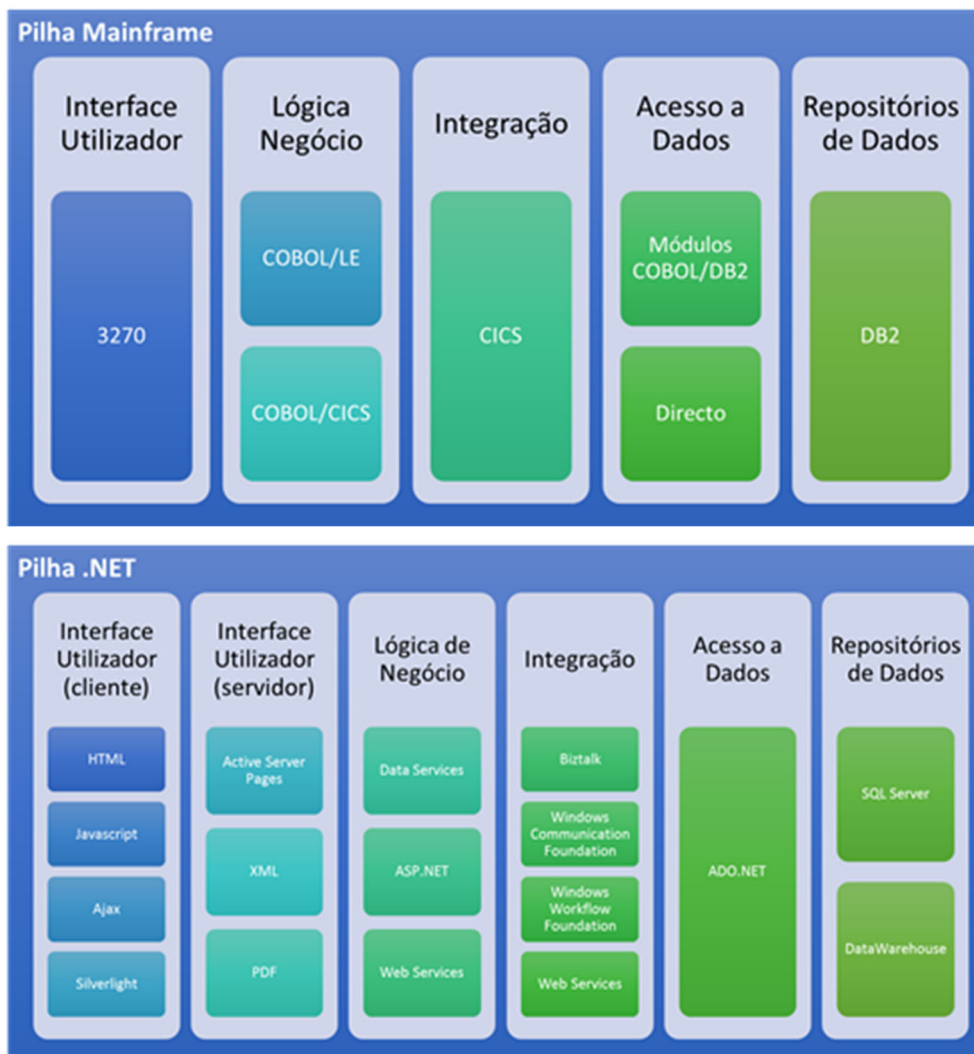 Pilha Mainframe
Interface
Utilizador
3270
Lógica
Negócio
COBOL/LE
COBOL/CICS
Integração
CICS
Acesso a
Dados
Módulos
COBOL/DB2
Directo
Repositórios
de Dados
DB2
Pilha .NET
Interface
Utilizador
(cliente)
HTML
Javascript
Ajax
Silverlight
Interface
Utilizador
(servidor)
Active Server
Pages
XML
PDF
Lógica de
Negócio
Data Services
ASP.NET
Web Services
Integração
Biztalk
Windows
Communication
Foundation
Windows
Workflow
Foundation
Web Services
Acesso a
Dados
ADO.NET
Repositórios
de Dados
SQL Server
DataWarehouse